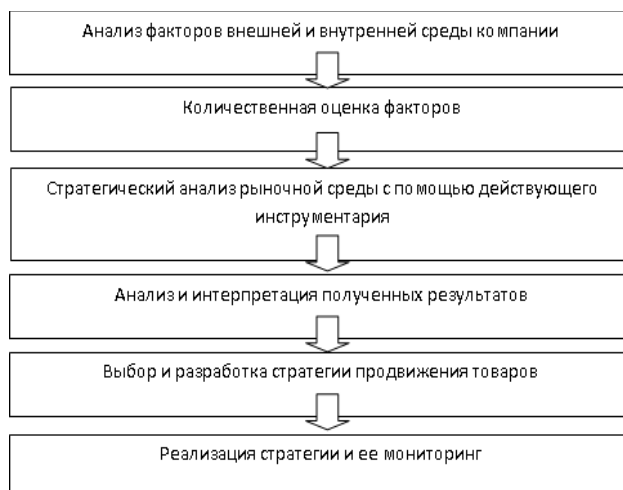 Анализ факторов внешней и внутренней среды компании
Количественная оценка факторов
Стратегический анализ рыночной среды с помощью действующего
инструментария
Анализ и интерпретация полученных результатов
Выбор и разработка стратегии продвижения товаров
Реализация стратегии и ее мониторинг